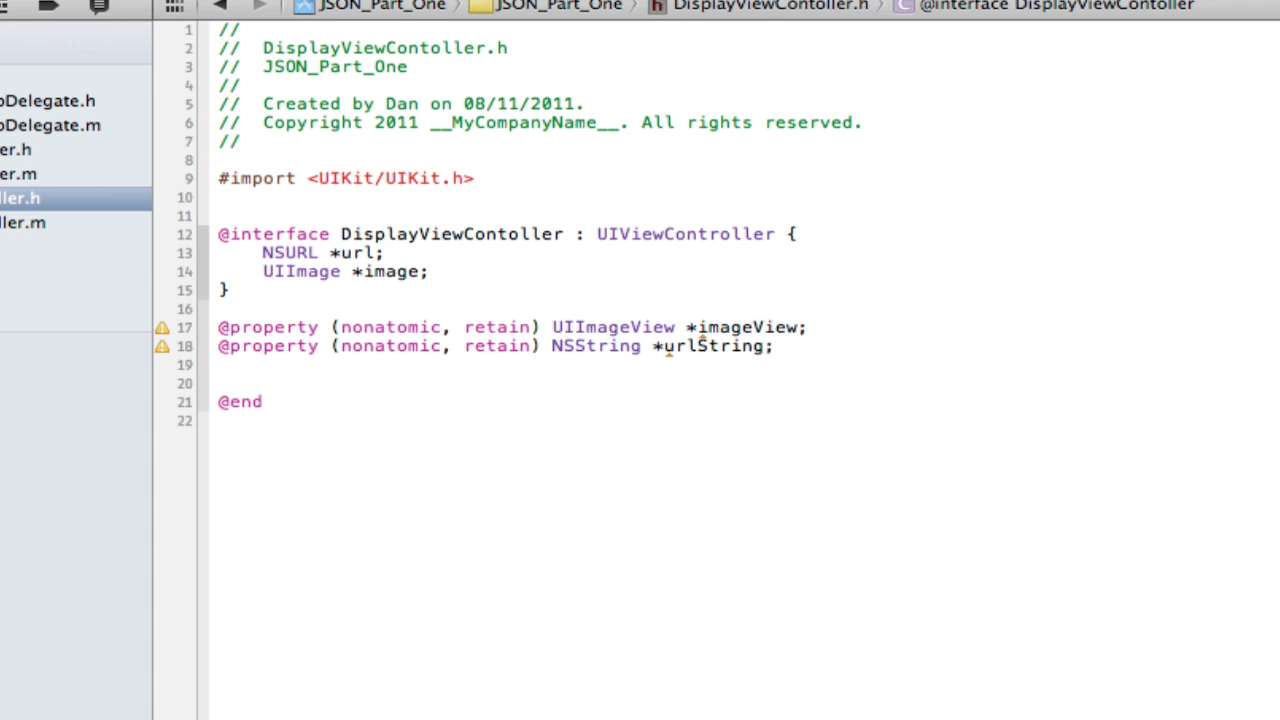 JSON_Part_One JSON_Part_One h DisplayViewContoller.h C @interface DisplayViewContoller
oDelegate.h
oDelegate.m
er.h
er.m
ller.h
ller.m
1 //
2 // DisplayViewContoller.h
3 // JSON_Part_One
4 //
5 // Created by Dan on 08/11/2011.
6 // Copyright 2011 __MyCompanyName__. All rights reserved.
7 //
8
9 #import <UIKit/UIKit.h>
10
11
12 @interface DisplayViewContoller : UIViewController {
13 NSURL *url;
14 UIImage *image;
15 }
16
17 @property (nonatomic, retain) UIImageView *imageView;
18 @property (nonatomic, retain) NSString *urlString;
19
20
21 @end
22